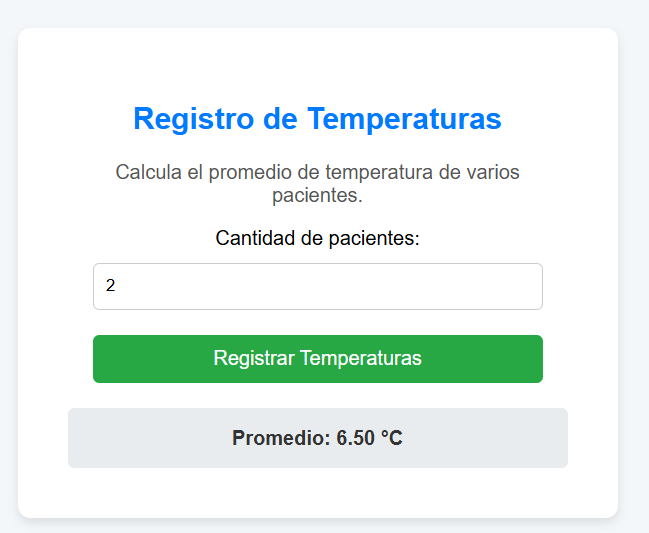 Registro de Temperaturas
Calcula el promedio de temperatura de varios
pacientes.
Cantidad de pacientes:
2
Registrar Temperaturas
Promedio: 6.50 °C